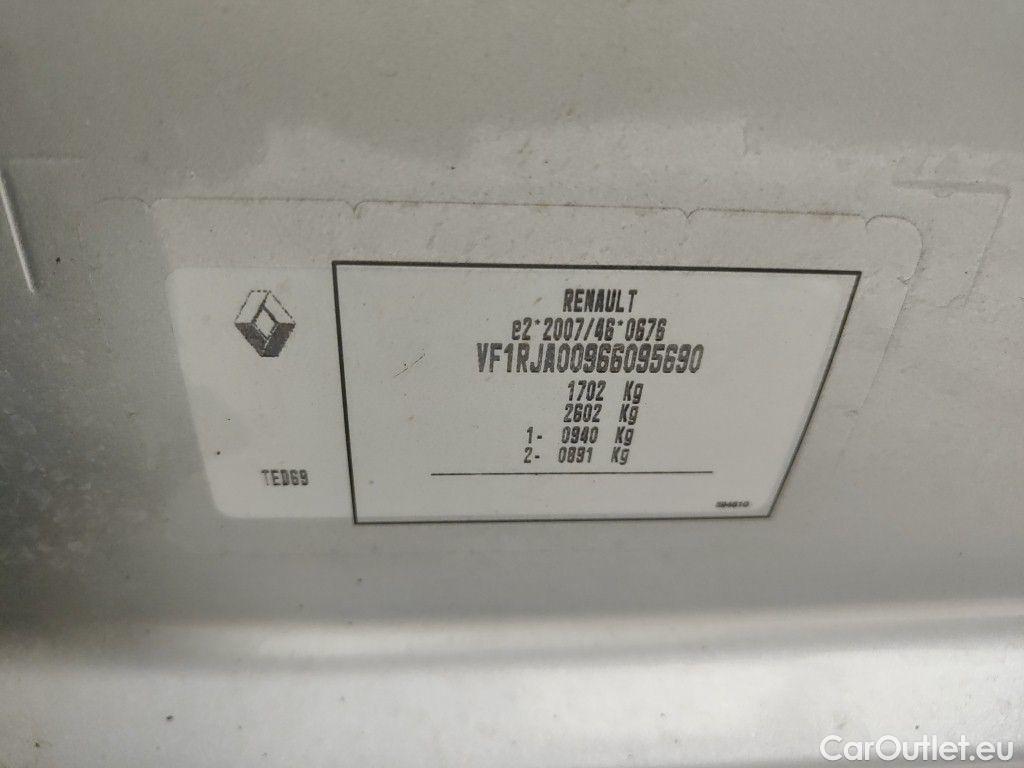 RENAULT
e2*2007/46*0676
VF1RJA00966095690
1702 Kg
2602 Kg
1- 0940 Kg
2- 0891 Kg
TED69
CarOutlet.eu